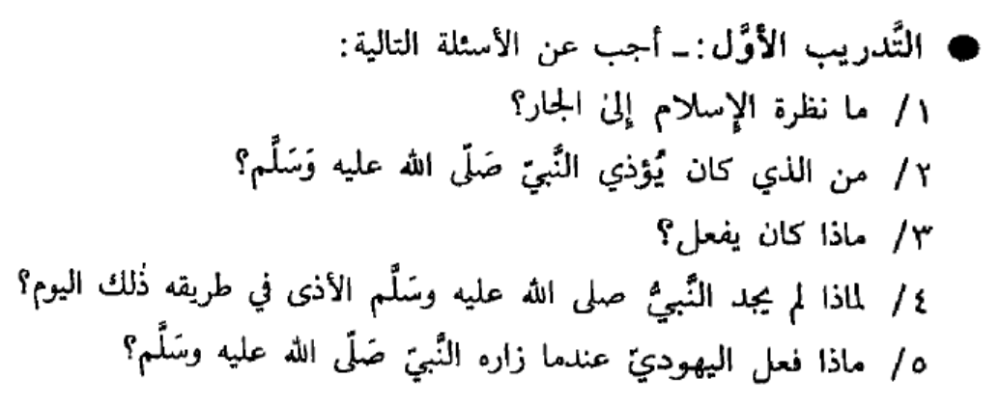 ● التَّدريب الأوَّل: ـ أجب عن الأسئلة التالية:
١/ ما نظرة الإِسلام إلىٰ الجار؟
٢/ من الذي كان يُؤذي النَّبيّ صَلّى الله عليه وَسَلَّم؟
٣/ ماذا كان يفعل؟
٤/ لماذا لم يجد النَّبيُّ صلى الله عليه وسَلَّم الأذى في طريقه ذٰلك اليوم؟
٥/ ماذا فعل اليهوديّ عندما زاره النَّبيّ صَلّى الله عليه وسَلَّم؟